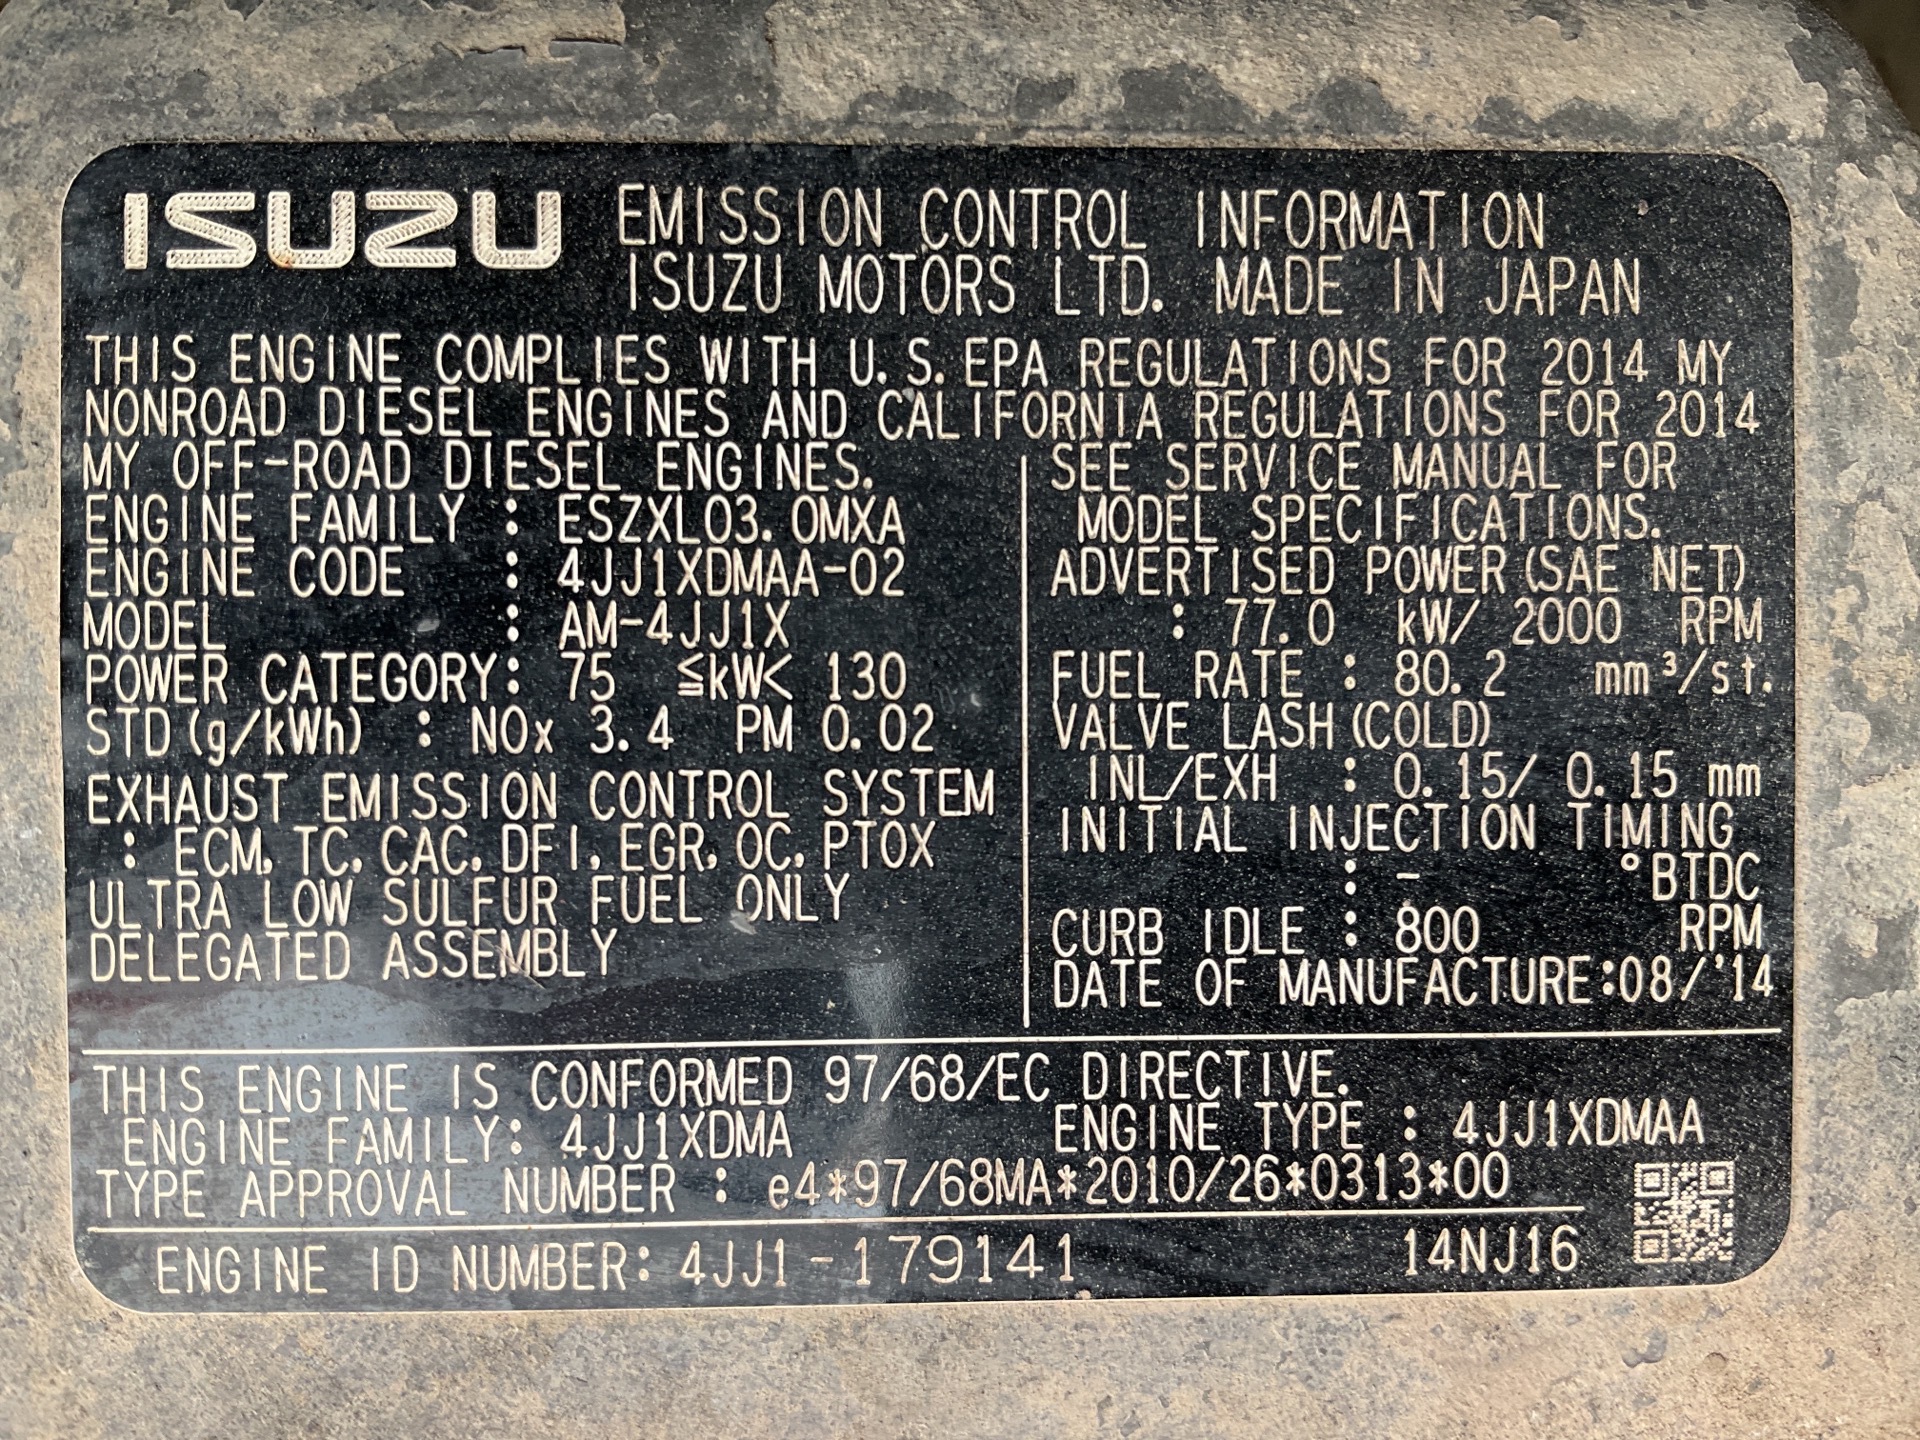 ISUZU EMISSION CONTROL INFORMATION
ISUZU MOTORS LTD. MADE IN JAPAN
THIS ENGINE COMPLIES WITH U.S. EPA REGULATIONS FOR 2014 MY
NONROAD DIESEL ENGINES AND CALIFORNIA REGULATIONS FOR 2014
MY OFF-ROAD DIESEL ENGINES.
ENGINE FAMILY : ESZXL03.0MXA
ENGINE CODE : 4JJ1XDMAA-02
MODEL : AM-4JJ1X
POWER CATEGORY: 75 ≦kW< 130
STD(g/kWh) : NOx 3.4 PM 0.02
EXHAUST EMISSION CONTROL SYSTEM
: ECM, TC, CAC, DFI, EGR, OC, PTOX
ULTRA LOW SULFUR FUEL ONLY
DELEGATED ASSEMBLY
SEE SERVICE MANUAL FOR
MODEL SPECIFICATIONS.
ADVERTISED POWER(SAE NET)
: 77.0 kW/ 2000 RPM
FUEL RATE : 80.2 mm³/st.
VALVE LASH(COLD)
INL/EXH : 0.15/ 0.15 mm
INITIAL INJECTION TIMING
: - °BTDC
CURB IDLE : 800 RPM
DATE OF MANUFACTURE:08/'14
THIS ENGINE IS CONFORMED 97/68/EC DIRECTIVE.
ENGINE FAMILY: 4JJ1XDMA ENGINE TYPE : 4JJ1XDMAA
TYPE APPROVAL NUMBER : e4*97/68MA*2010/26*0313*00
ENGINE ID NUMBER: 4JJ1-179141 14NJ16